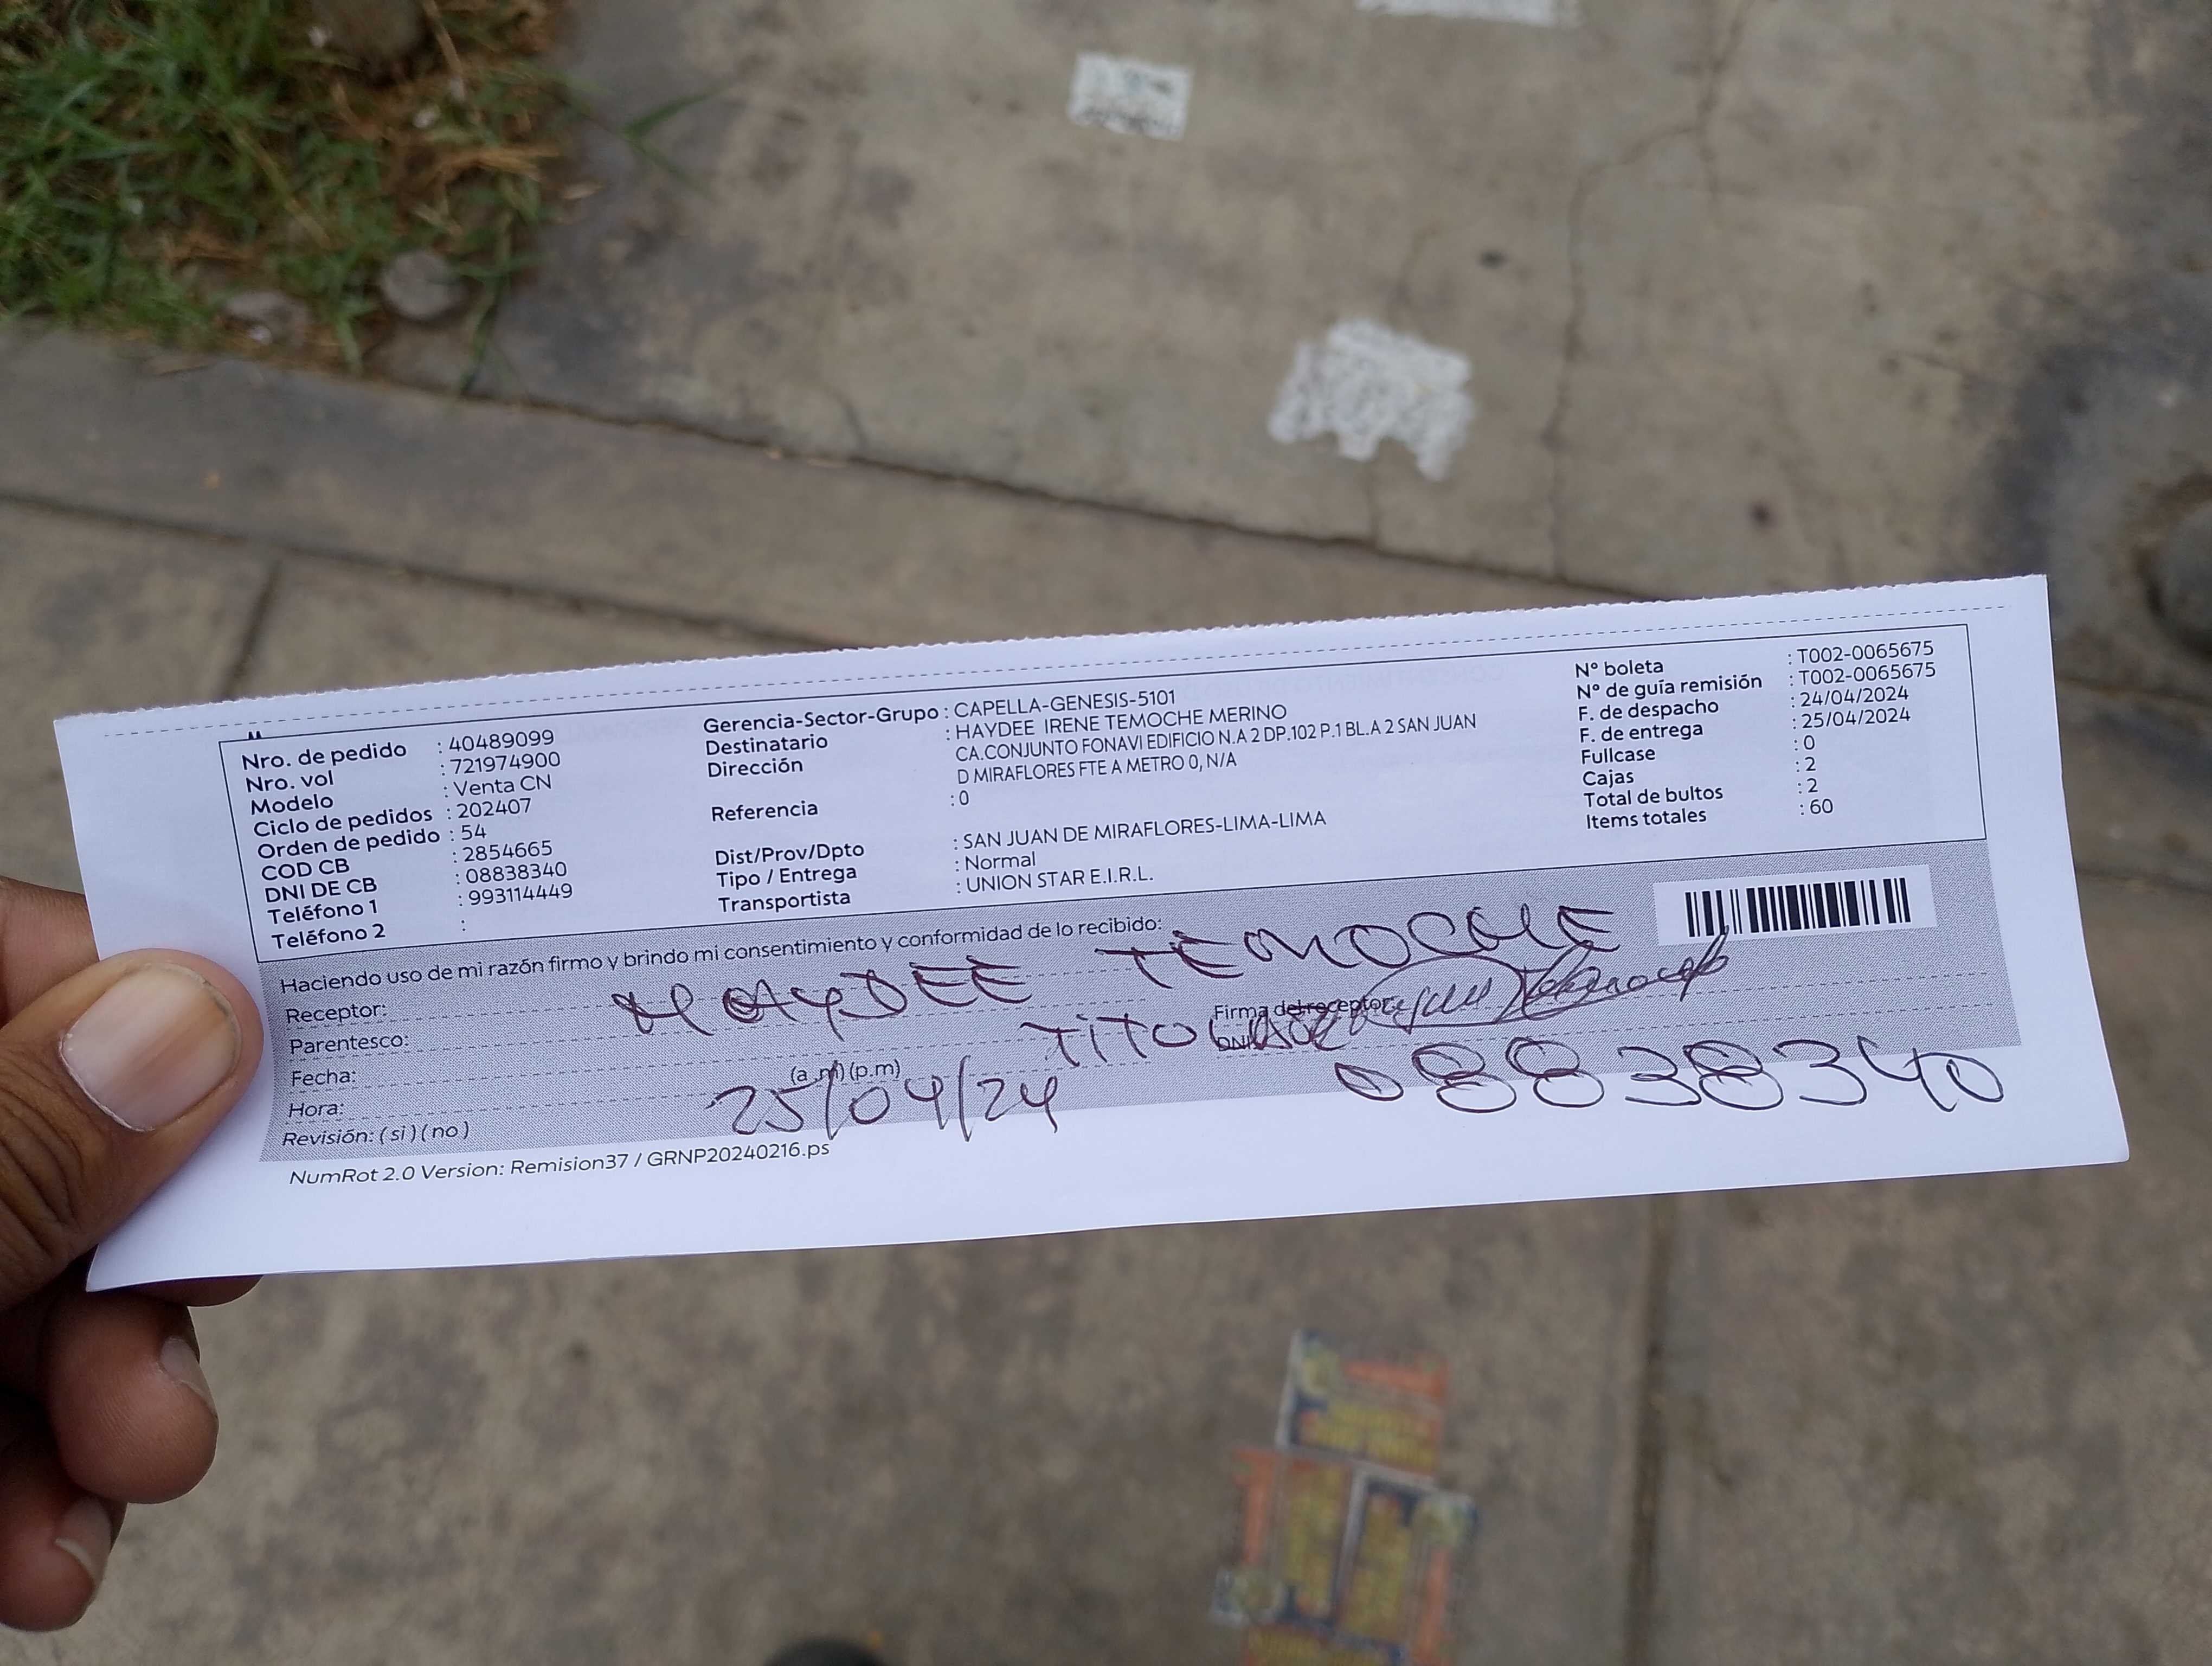 Nro. de pedido : 40489099
Nro. vol : 721974900
Modelo : Venta CN
Ciclo de pedidos : 202407
Orden de pedido : 54
COD CB : 2854665
DNI DE CB : 08838340
Teléfono 1 : 993114449
Teléfono 2 :
Gerencia-Sector-Grupo : CAPELLA-GENESIS-5101
Destinatario : HAYDEE IRENE TEMOCHE MERINO
Dirección CA.CONJUNTO FONAVI EDIFICIO N.A 2 DP.102 P.1 BL.A 2 SAN JUAN
D MIRAFLORES FTE A METRO 0, N/A
Referencia : 0
Dist/Prov/Dpto : SAN JUAN DE MIRAFLORES-LIMA-LIMA
Tipo / Entrega : Normal
Transportista : UNION STAR E.I.R.L.
N° boleta : T002-0065675
N° de guía remisión : T002-0065675
F. de despacho : 24/04/2024
F. de entrega : 25/04/2024
Fullcase : 0
Cajas : 2
Total de bultos : 2
Items totales : 60
Haciendo uso de mi razón firmo y brindo mi consentimiento y conformidad de lo recibido:
Receptor: HAYDEE TEMOCHE
Parentesco: Firma del receptor:
Fecha: DNI
Hora: (a.m) (p.m) 25/04/24 08838340
Revisión: ( si ) ( no )
NumRot 2.0 Version: Remision37 / GRNP20240216.ps